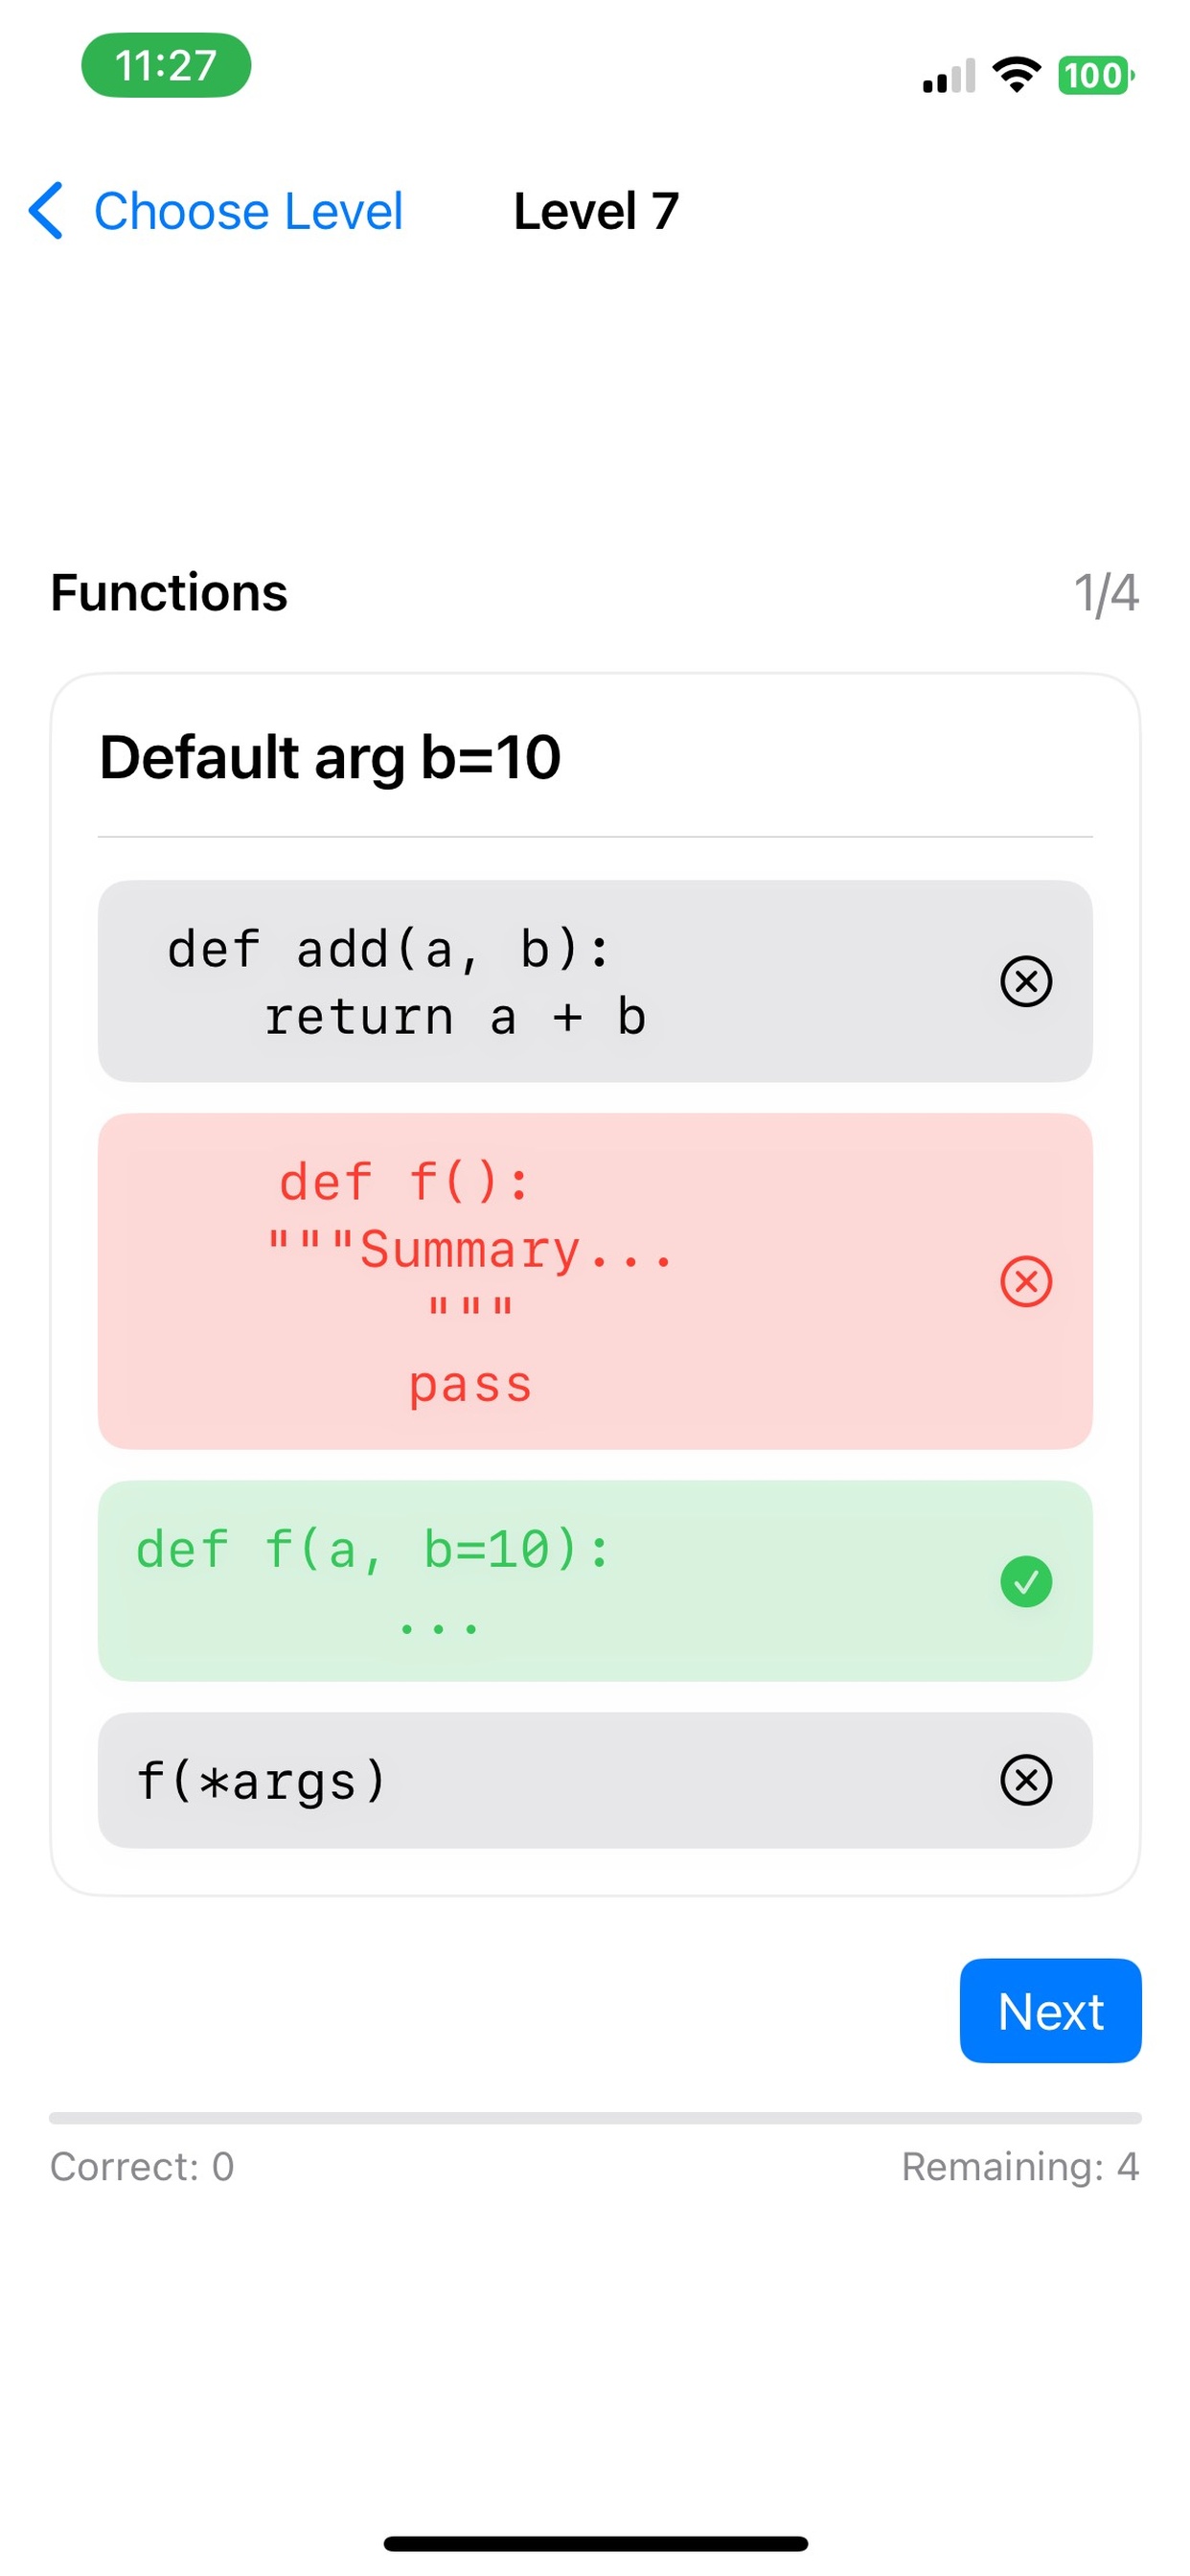 11:27
100
Choose Level
Level 7
Functions
1/4
Default arg b=10
def add(a, b):
return a + b
def f():
"""Summary...
"""
pass
def f(a, b=10):
...
f(*args)
Next
Correct: 0
Remaining: 4